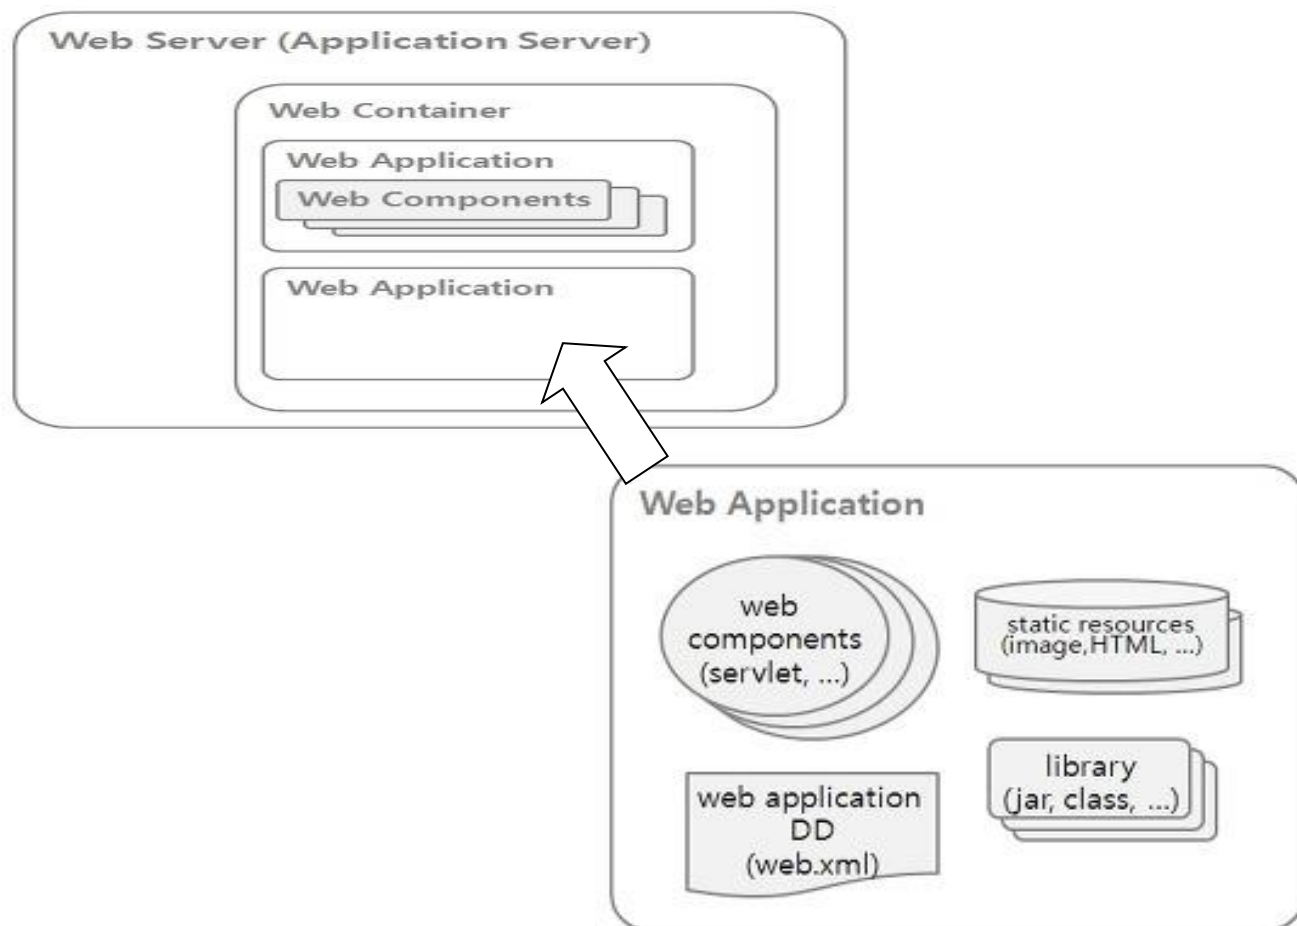 Web Server (Application Server)
Web Container
Web Application
Web Components
Web Application
Web Application
web
components
(servlet, ...)
static resources
(image,HTML, ...)
web application
DD
(web.xml)
library
(jar, class, ...)